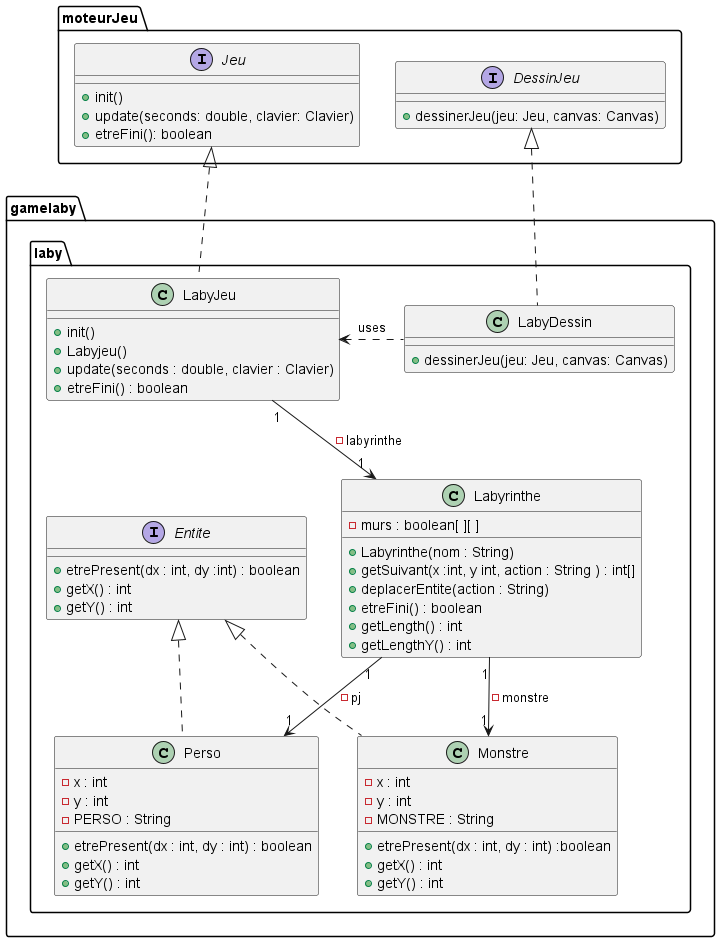 moteurJeu
I Jeu
init()
update(seconds: double, clavier: Clavier)
etreFini(): boolean
I DessinJeu
dessinerJeu(jeu: Jeu, canvas: Canvas)
gamelaby
laby
C LabyJeu
init()
Labyjeu()
update(seconds : double, clavier : Clavier)
etreFini() : boolean
uses
C LabyDessin
dessinerJeu(jeu: Jeu, canvas: Canvas)
1
labyrinthe
1
C Labyrinthe
murs : boolean[ ][ ]
Labyrinthe(nom : String)
getSuivant(x :int, y int, action : String ) : int[]
deplacerEntite(action : String)
etreFini() : boolean
getLength() : int
getLengthY() : int
I Entite
etrePresent(dx : int, dy :int) : boolean
getX() : int
getY() : int
1
pj
1
1
monstre
1
C Perso
x : int
y : int
PERSO : String
etrePresent(dx : int, dy : int) : boolean
getX() : int
getY() : int
C Monstre
x : int
y : int
MONSTRE : String
etrePresent(dx : int, dy : int) :boolean
getX() : int
getY() : int